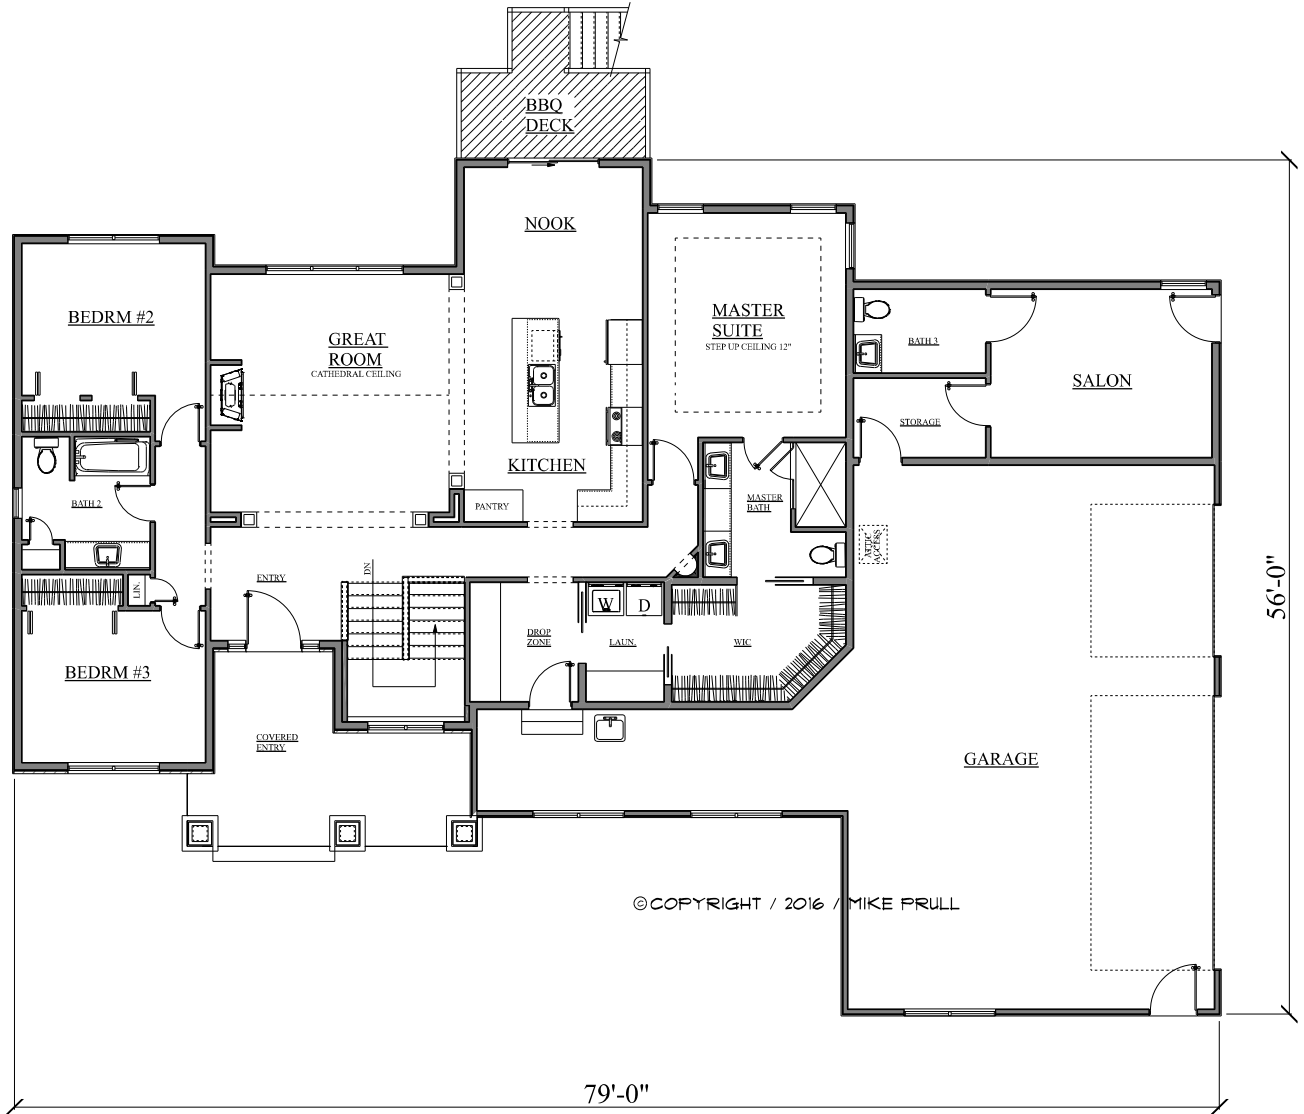 BBQ
DECK
NOOK
BEDRM #2
GREAT
ROOM
CATHEDRAL CEILING
MASTER
SUITE
STEP UP CEILING 12"
BATH 3
SALON
STORAGE
KITCHEN
PANTRY
BATH 2
MASTER
BATH
ATTIC
ACCESS
56'-0"
DN.
ENTRY
LIN.
W
D
DROP
ZONE
LAUN.
WIC
BEDRM #3
COVERED
ENTRY
GARAGE
©COPYRIGHT / 2016 / MIKE PRULL
79'-0"